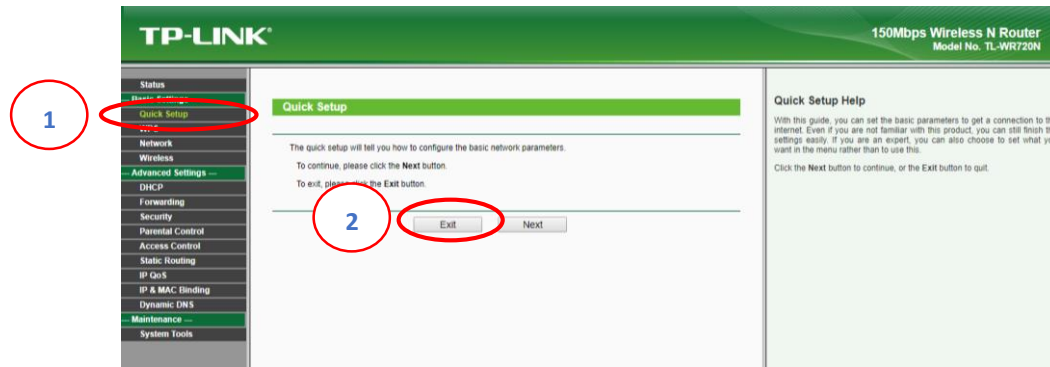 TP-LINK®
150Mbps Wireless N Router
Model No. TL-WR720N
1
Status
— Basic Settings —
Quick Setup
WPS
Network
Wireless
— Advanced Settings —
DHCP
Forwarding
Security
Parental Control
Access Control
Static Routing
IP QoS
IP & MAC Binding
Dynamic DNS
— Maintenance —
System Tools
Quick Setup
The quick setup will tell you how to configure the basic network parameters.
To continue, please click the Next button.
To exit, please click the Exit button.
2
Exit
Next
Quick Setup Help
With this guide, you can set the basic parameters to get a connection to
internet. Even if you are not familiar with this product, you can still finish
settings easily. If you are an expert, you can also choose to set what
want in the menu rather than to use this.
Click the Next button to continue, or the Exit button to quit.